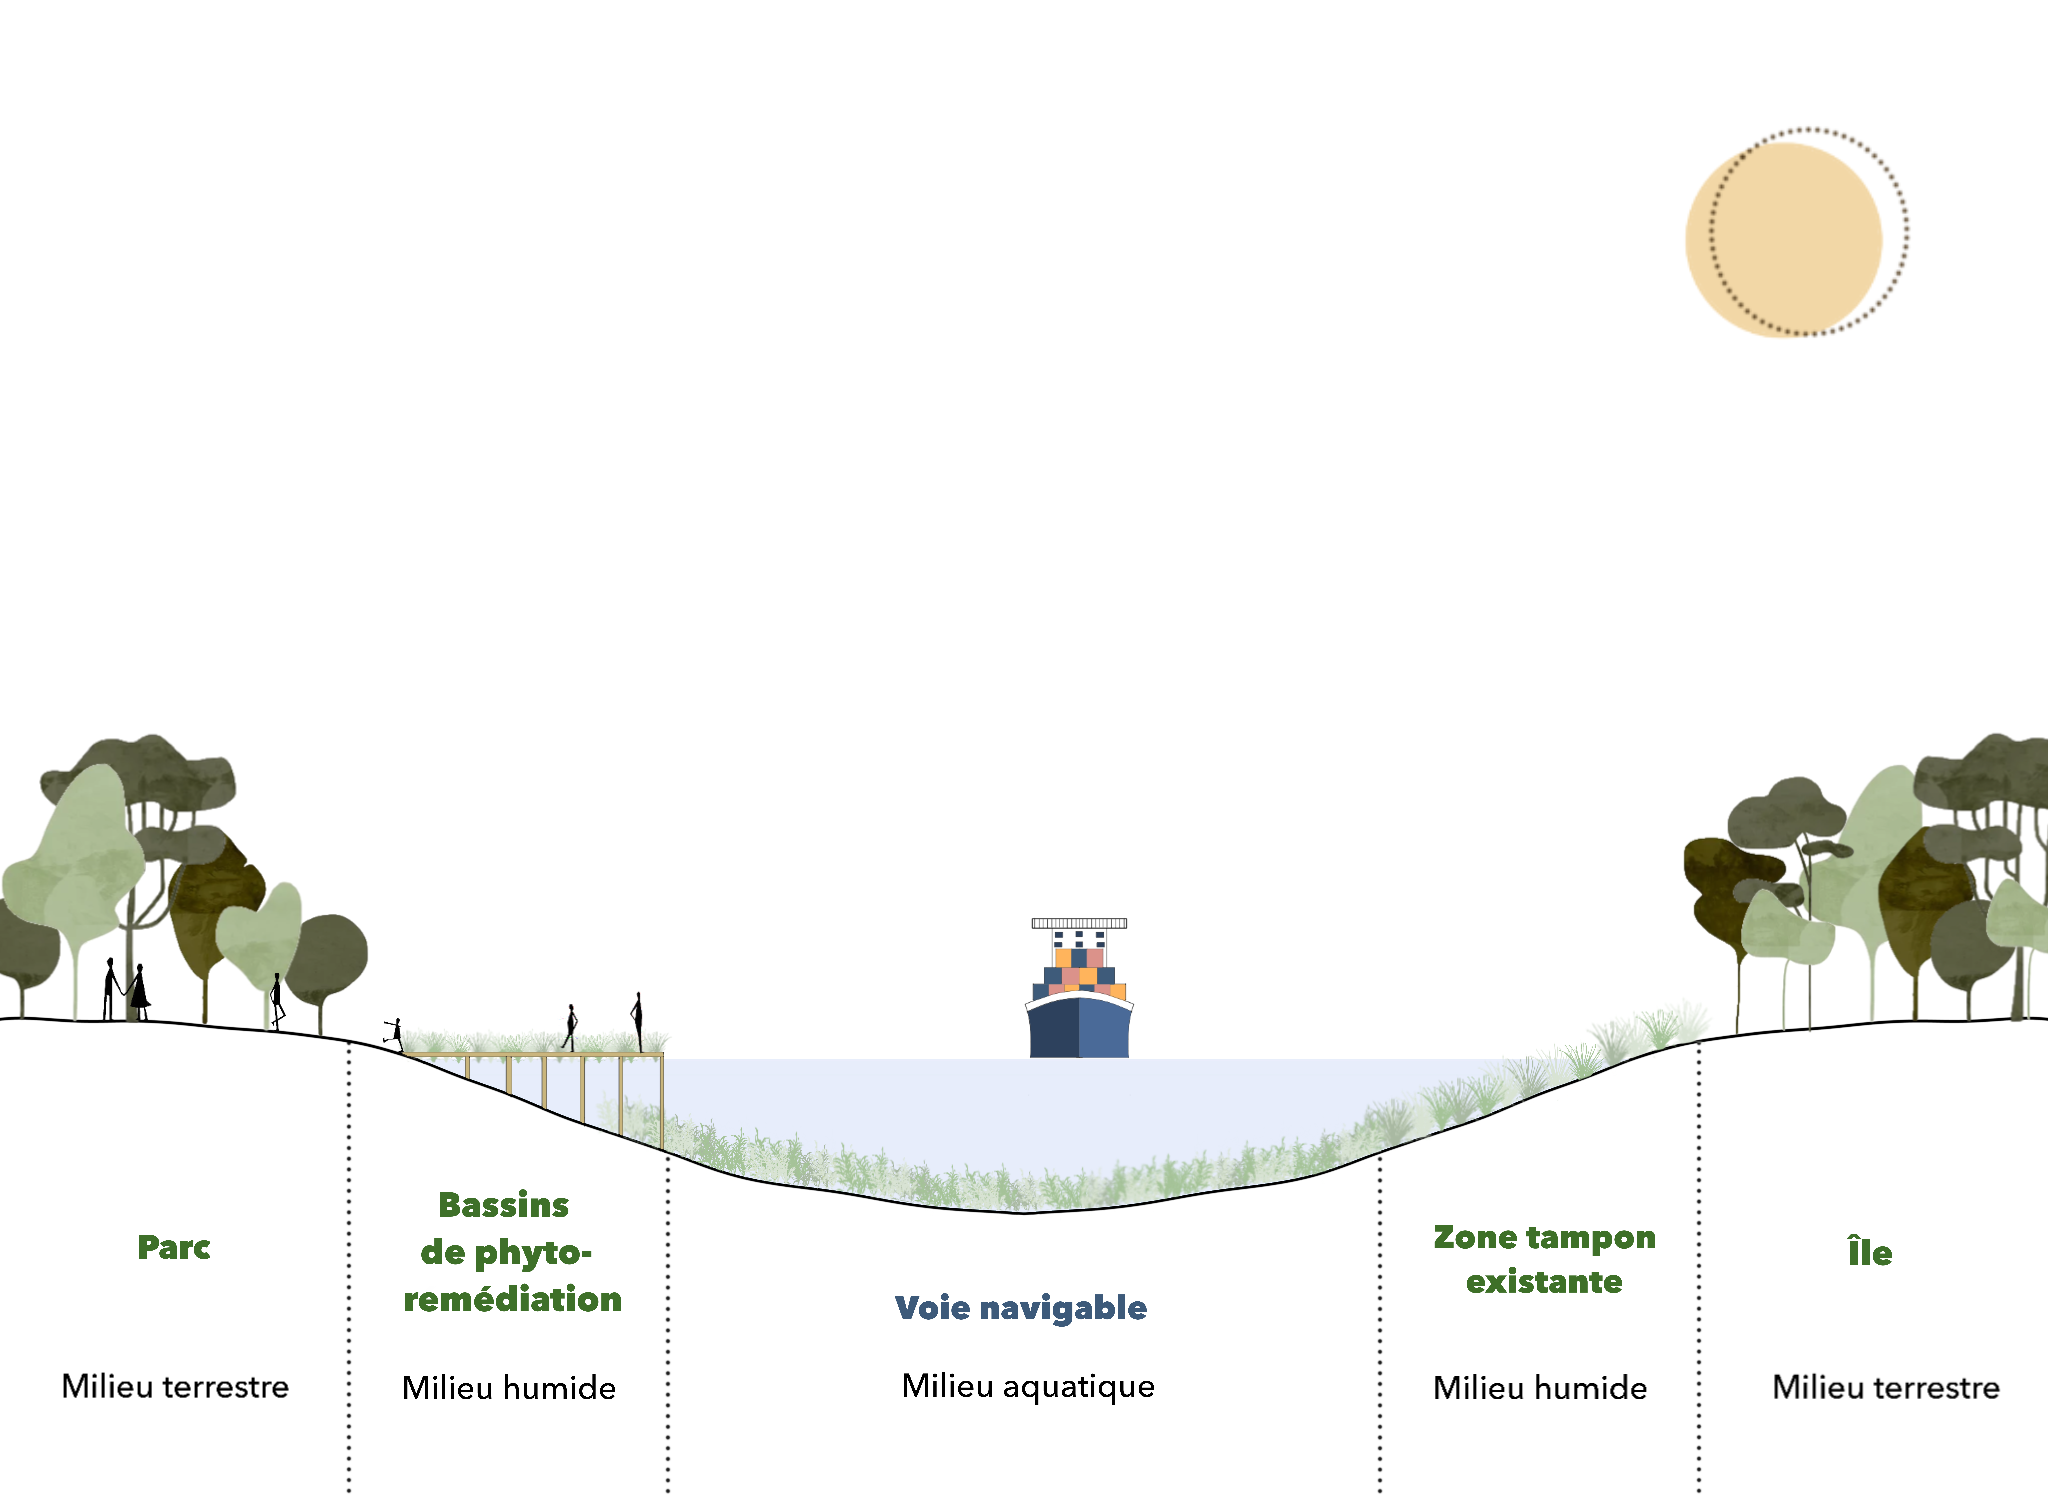 Parc
Milieu terrestre
Bassins
de phyto-
remédiation
Milieu humide
Voie navigable
Milieu aquatique
Zone tampon
existante
Milieu humide
Île
Milieu terrestre